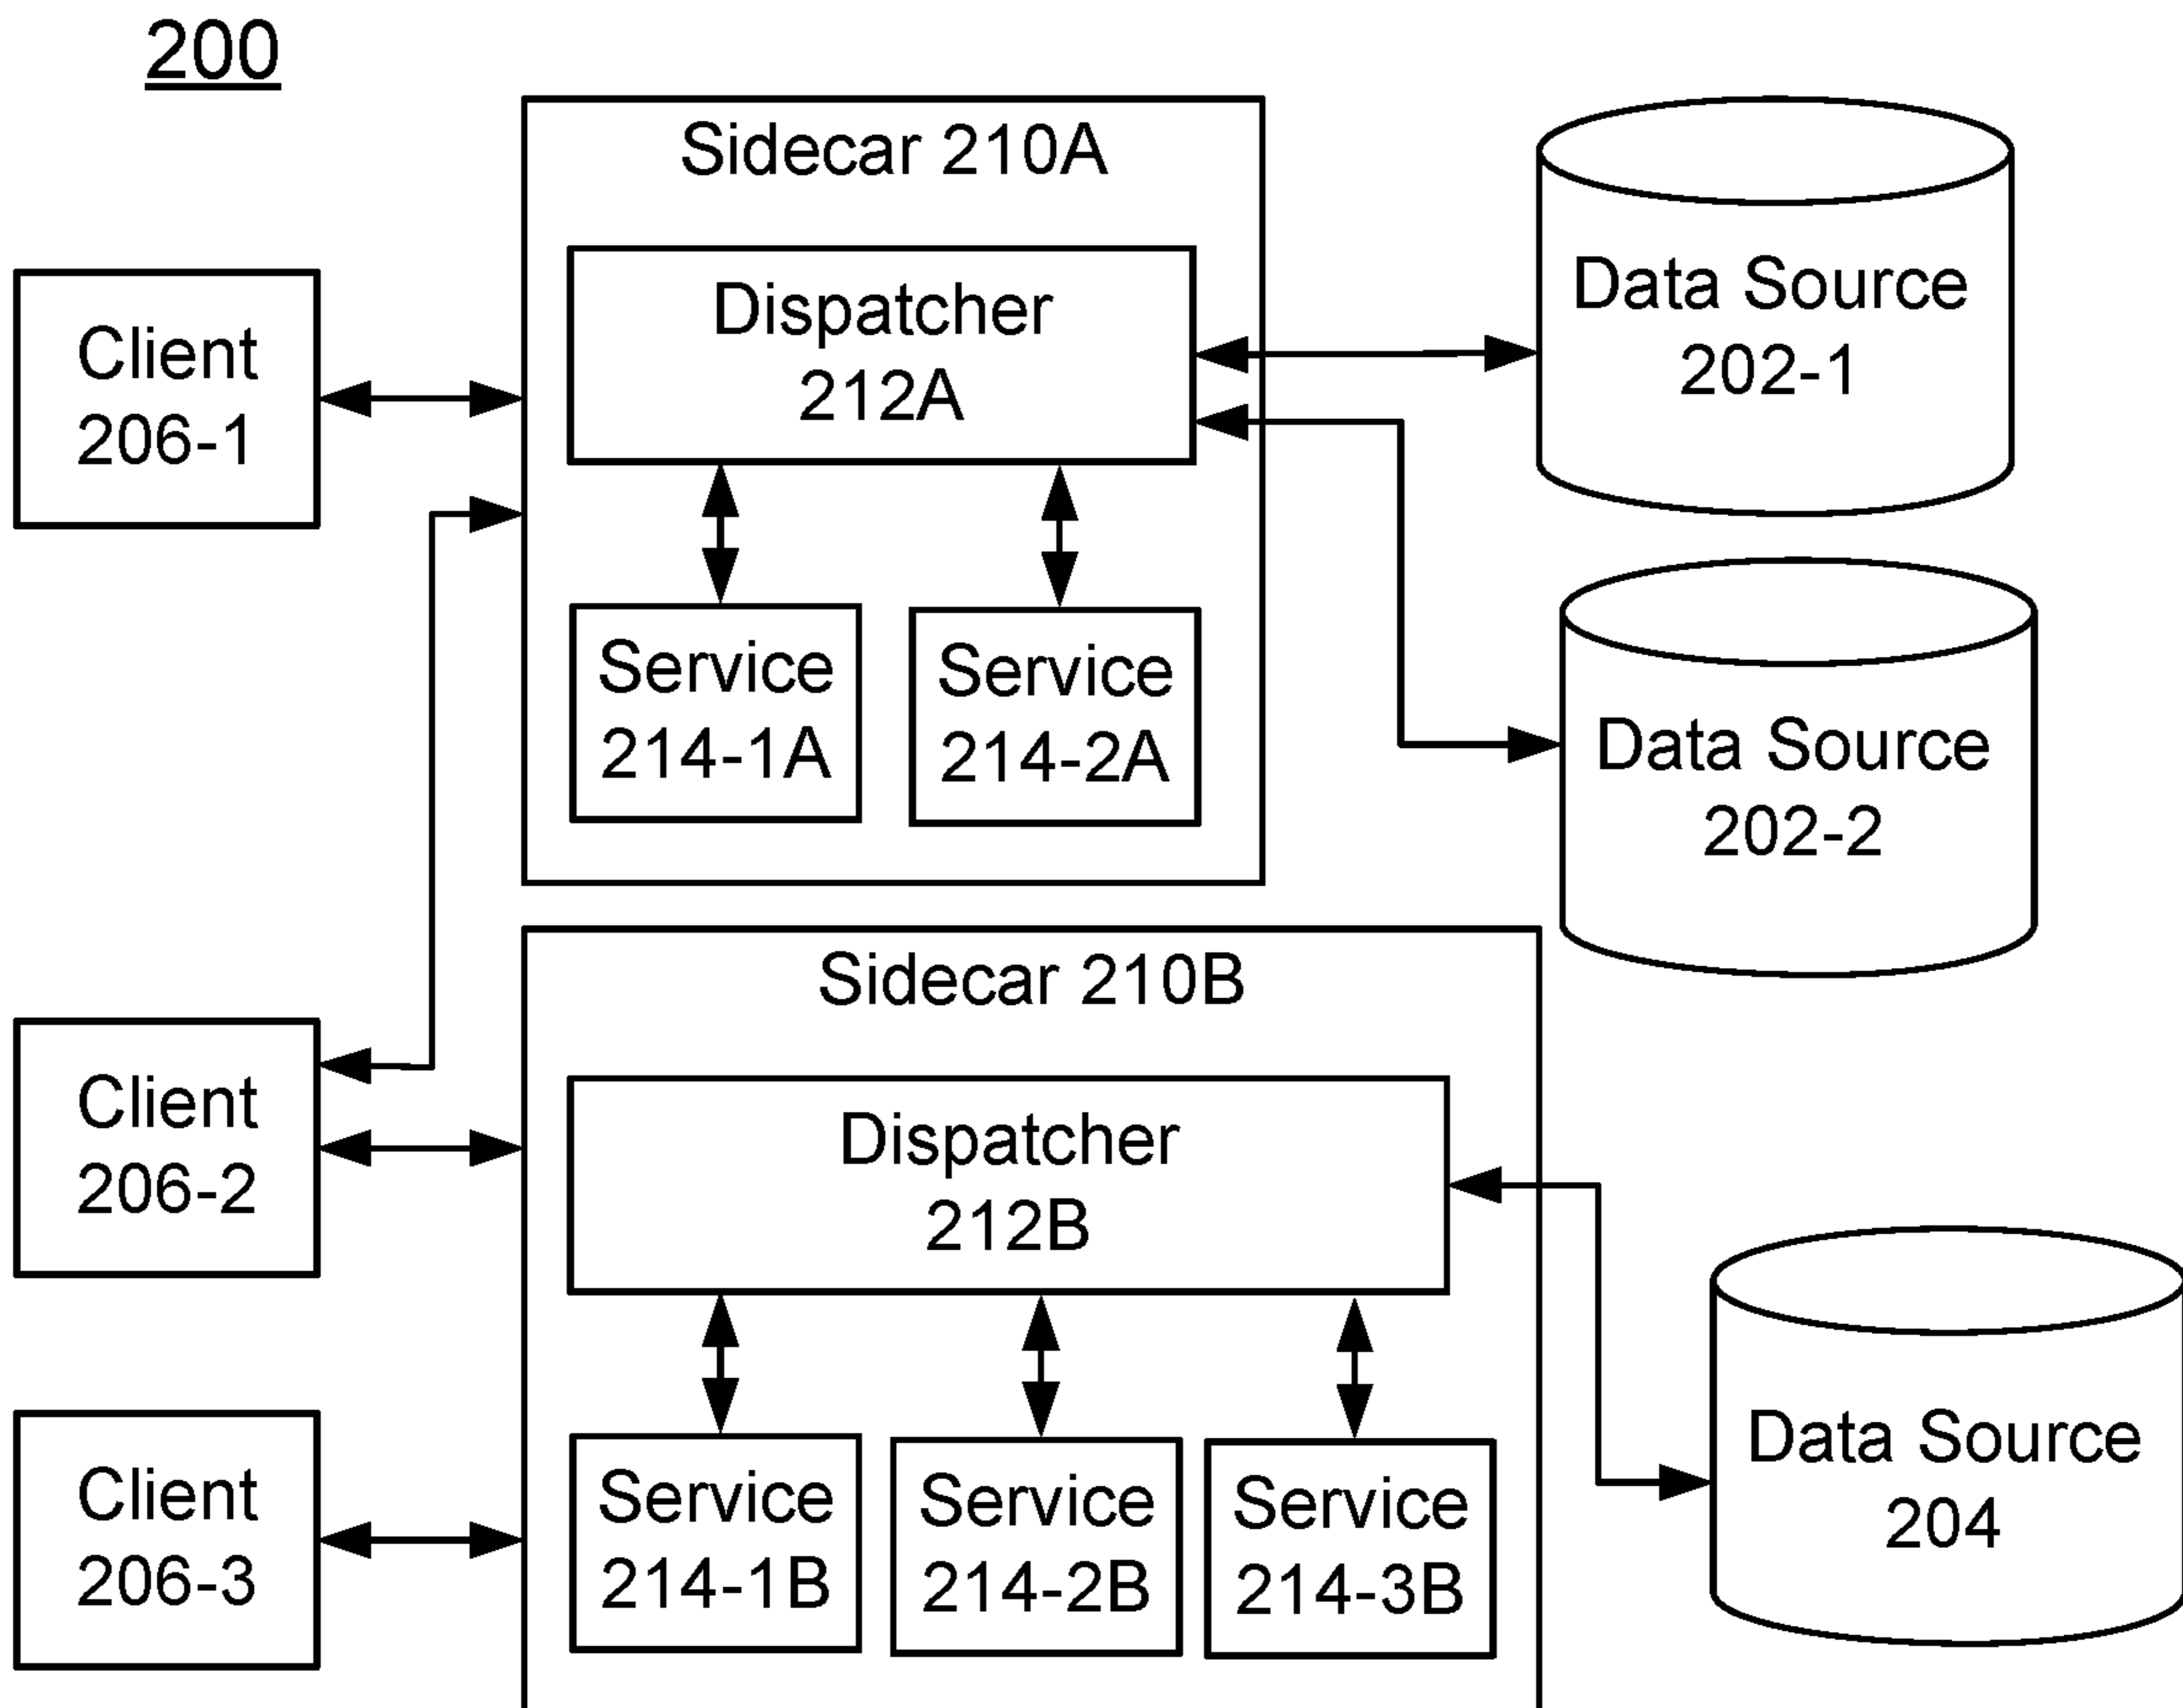 200
Sidecar 210A
Dispatcher
212A
Client
206-1
Service
214-1A
Service
214-2A
Data Source
202-1
Data Source
202-2
Sidecar 210B
Client
206-2
Dispatcher
212B
Client
206-3
Service
214-1B
Service
214-2B
Service
214-3B
Data Source
204